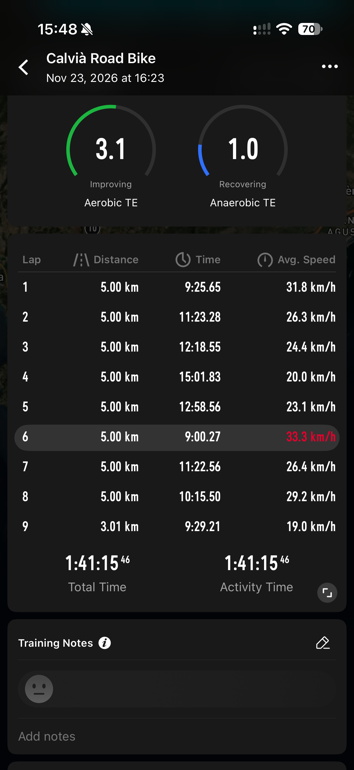 15:48
70
Calvià Road Bike
Nov 23, 2026 at 16:23
3.1
Improving
Aerobic TE
1.0
Recovering
Anaerobic TE
Lap Distance Time Avg. Speed
1 5.00 km 9:25.65 31.8 km/h
2 5.00 km 11:23.28 26.3 km/h
3 5.00 km 12:18.55 24.4 km/h
4 5.00 km 15:01.83 20.0 km/h
5 5.00 km 12:58.56 23.1 km/h
6 5.00 km 9:00.27 33.3 km/h
7 5.00 km 11:22.56 26.4 km/h
8 5.00 km 10:15.50 29.2 km/h
9 3.01 km 9:29.21 19.0 km/h
1:41:15 46
Total Time
1:41:15 46
Activity Time
Training Notes i
Add notes